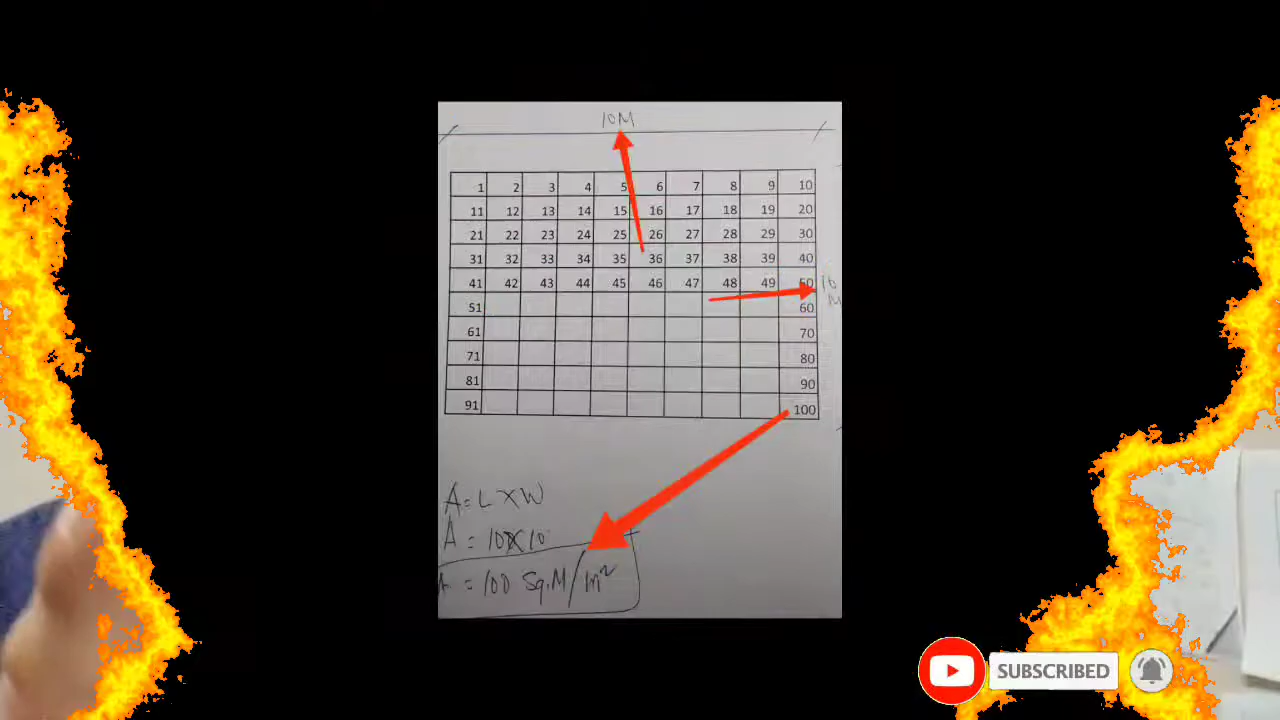 10M
1 2 3 4 5 6 7 8 9 10
11 12 13 14 15 16 17 18 19 20
21 22 23 24 25 26 27 28 29 30
31 32 33 34 35 36 37 38 39 40
41 42 43 44 45 46 47 48 49 50
10
M
51 60
61 70
71 80
81 90
91 100
A = L X W
A = 10 X 10
A = 100 Sq.M/m²
SUBSCRIBED